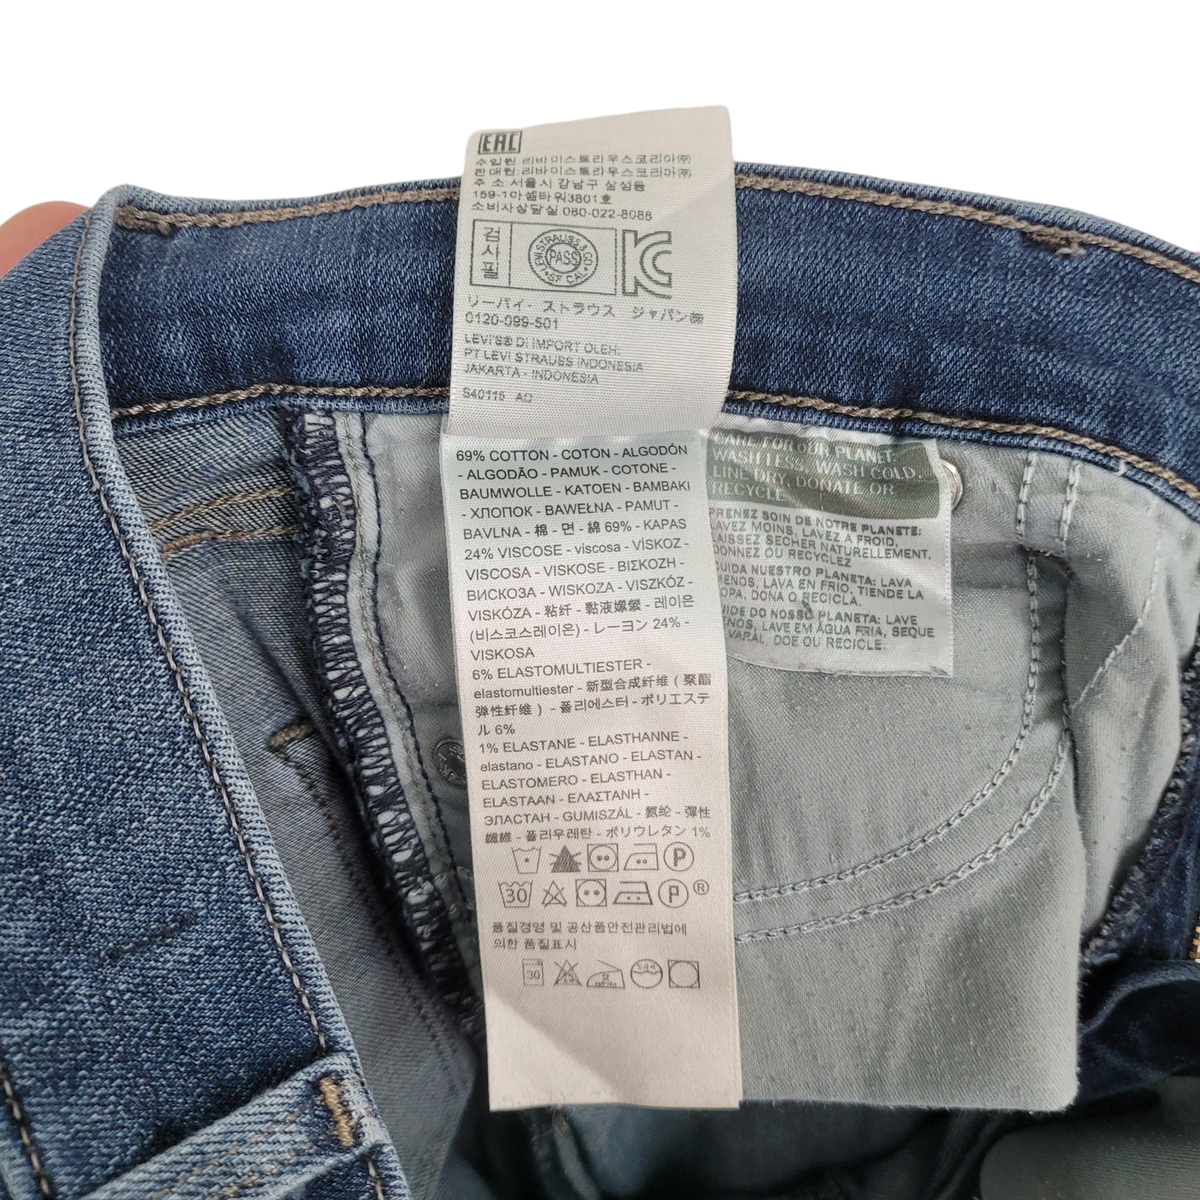 EAC
수입원: 리바이스트라우스코리아㈜
판매원: 리바이스트라우스코리아㈜
주 소 서울시 강남구 삼성동
159-1아셈타워3801호
소비자상담실 080-022-8088
검
사
필
LEVI STRAUSS & CO
PASS
SF CAL
リーバイ・ストラウス ジャパン㈱
0120-099-501
LEVI'S® DI IMPORT OLEH:
PT LEVI STRAUSS INDONESIA
JAKARTA - INDONESIA
S40115 AD
69% COTTON - COTON - ALGODÓN
- ALGODÃO - PAMUK - COTONE -
BAUMWOLLE - KATOEN - BAMBAKI
- ХЛОПОК - BAWEŁNA - PAMUT -
BAVLNA - 棉 - 면 - 綿 69% - KAPAS
24% VISCOSE - viscosa - VÍSKOZ -
VISCOSA - VISKOSE - ΒΙΣΚΟΖΗ -
ВИСКОЗА - WISKOZA - VISZKÓZ -
VISKÓZA - 粘纤 - 黏液嫘縈 - 레이온
(비스코스레이온) - レーヨン 24% -
VISKOSA
6% ELASTOMULTIESTER -
elastomultiester - 新型合成纤维 ( 聚酯
弹性纤维 ) - 폴리에스터 - ポリエステ
ル 6%
1% ELASTANE - ELASTHANNE -
elastano - ELASTANO - ELASTAN -
ELASTOMERO - ELASTHAN -
ELASTAAN - ΕΛΑΣΤΑΝΗ -
ЭЛАСТАН - GUMISZÁL - 氨纶 - 彈性
纖維 - 폴리우레탄 - ポリウレタン 1%
P
30 P ®
품질경영 및 공산품안전관리법에
의한 품질표시
30
CARE FOR OUR PLANET:
WASH LESS, WASH COLD,
LINE DRY, DONATE OR
RECYCLE
PRENEZ SOIN DE NOTRE PLANETE:
LAVEZ MOINS, LAVEZ A FROID,
LAISSEZ SECHER NATURELLEMENT,
DONNEZ OU RECYCLEZ
CUIDA NUESTRO PLANETA: LAVA
MENOS, LAVA EN FRIO, TIENDE LA
ROPA, DONA O RECICLA.
CUIDE DO NOSSO PLANETA: LAVE
MENOS, LAVE EM ÁGUA FRIA, SEQUE
VARAL, DOE OU RECICLE.